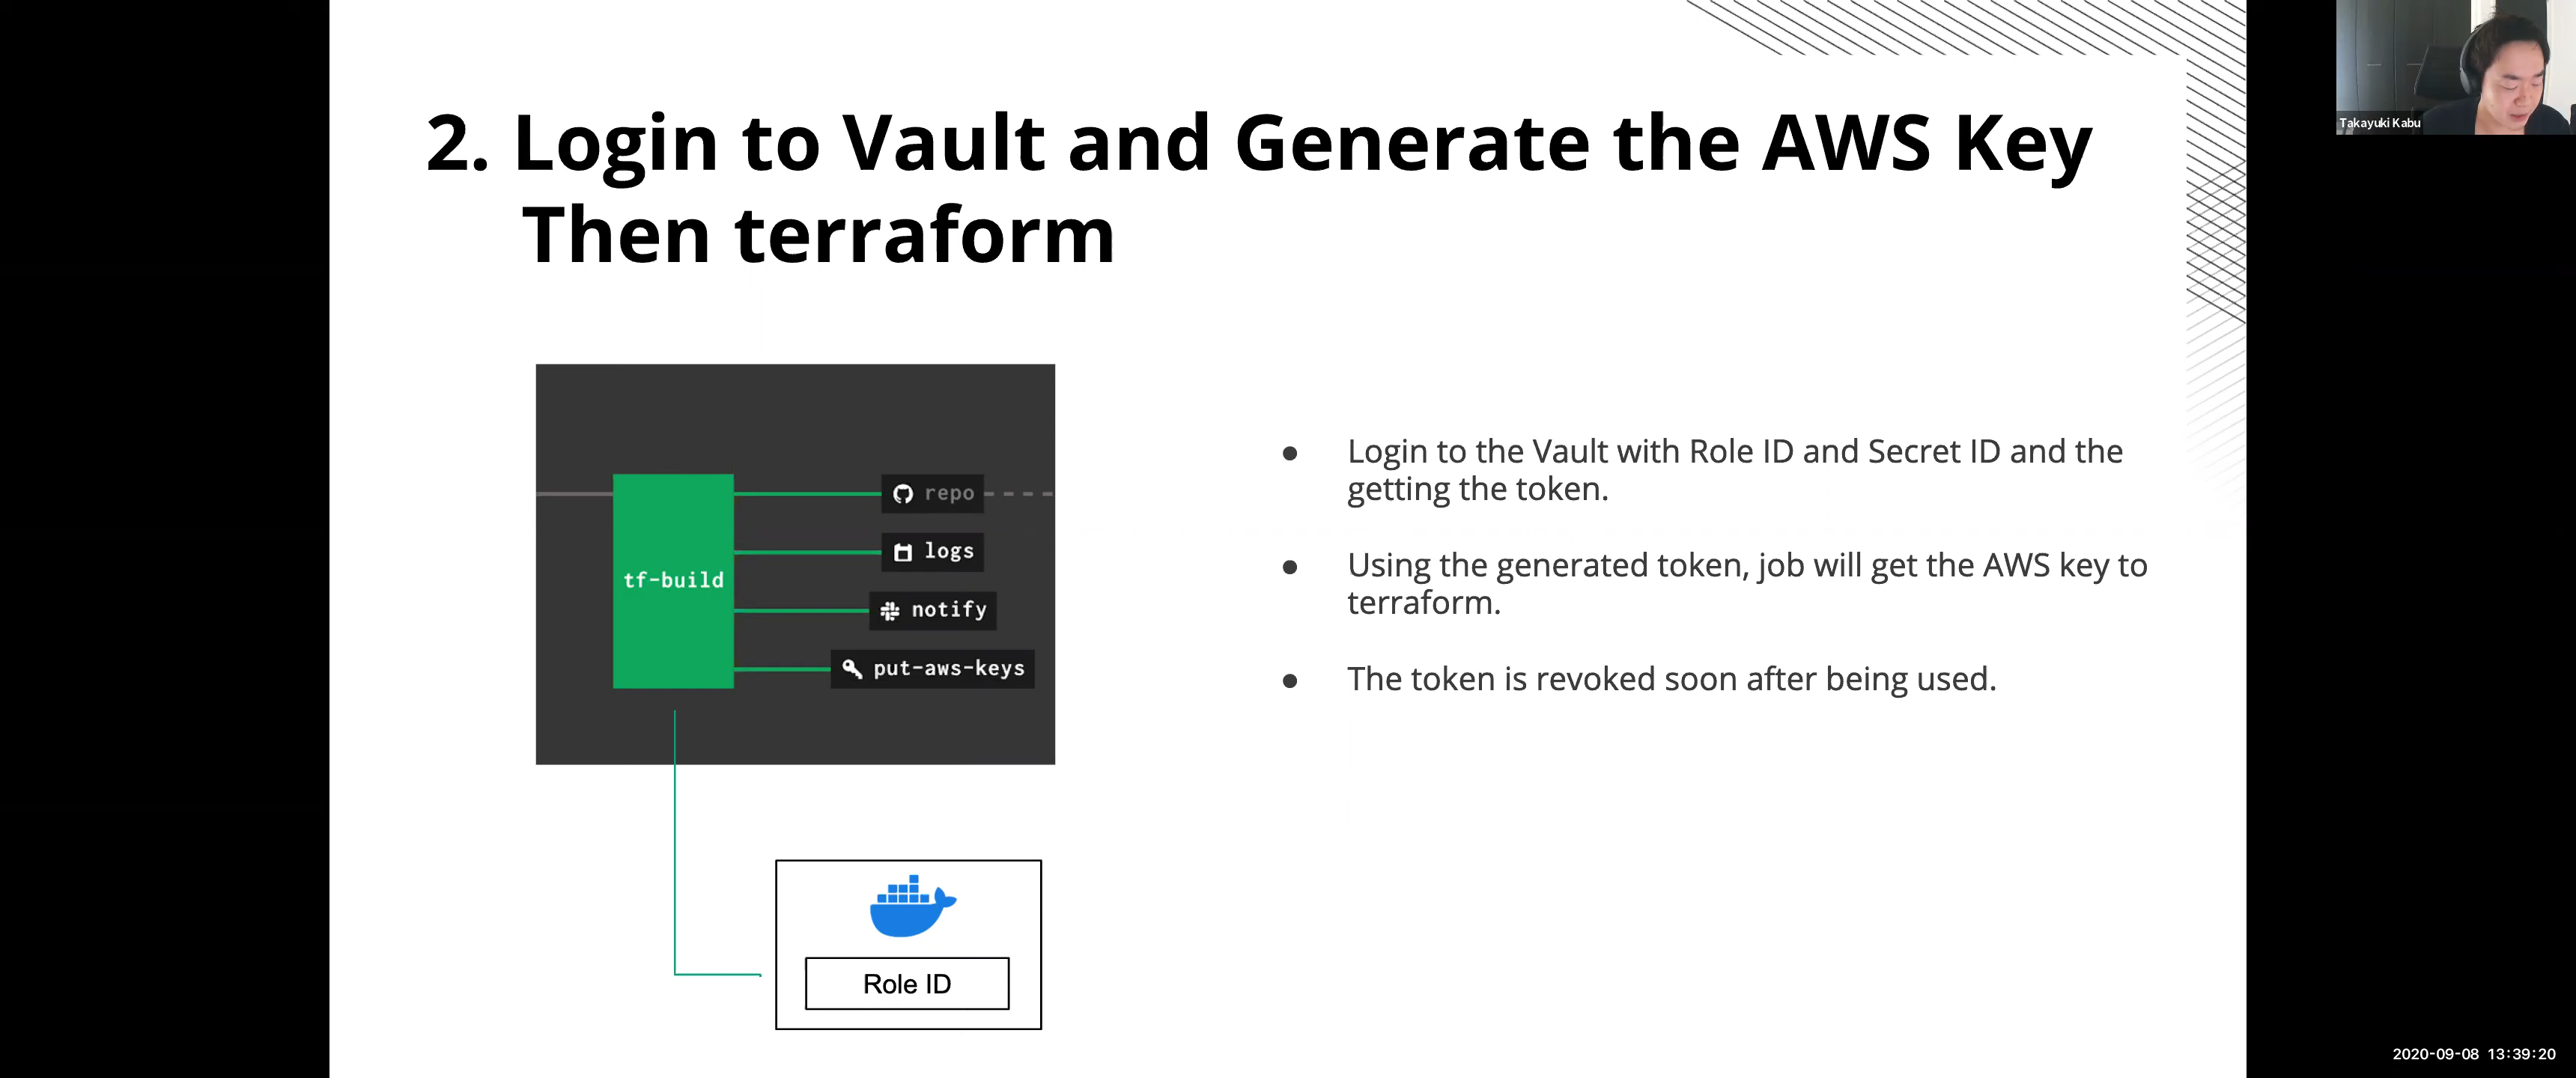 2. Login to Vault and Generate the AWS Key
Then terraform
tf-build
repo
logs
notify
put-aws-keys
Role ID
● Login to the Vault with Role ID and Secret ID and the
getting the token.
● Using the generated token, job will get the AWS key to
terraform.
● The token is revoked soon after being used.
Takayuki Kabu
2020-09-08 13:39:20